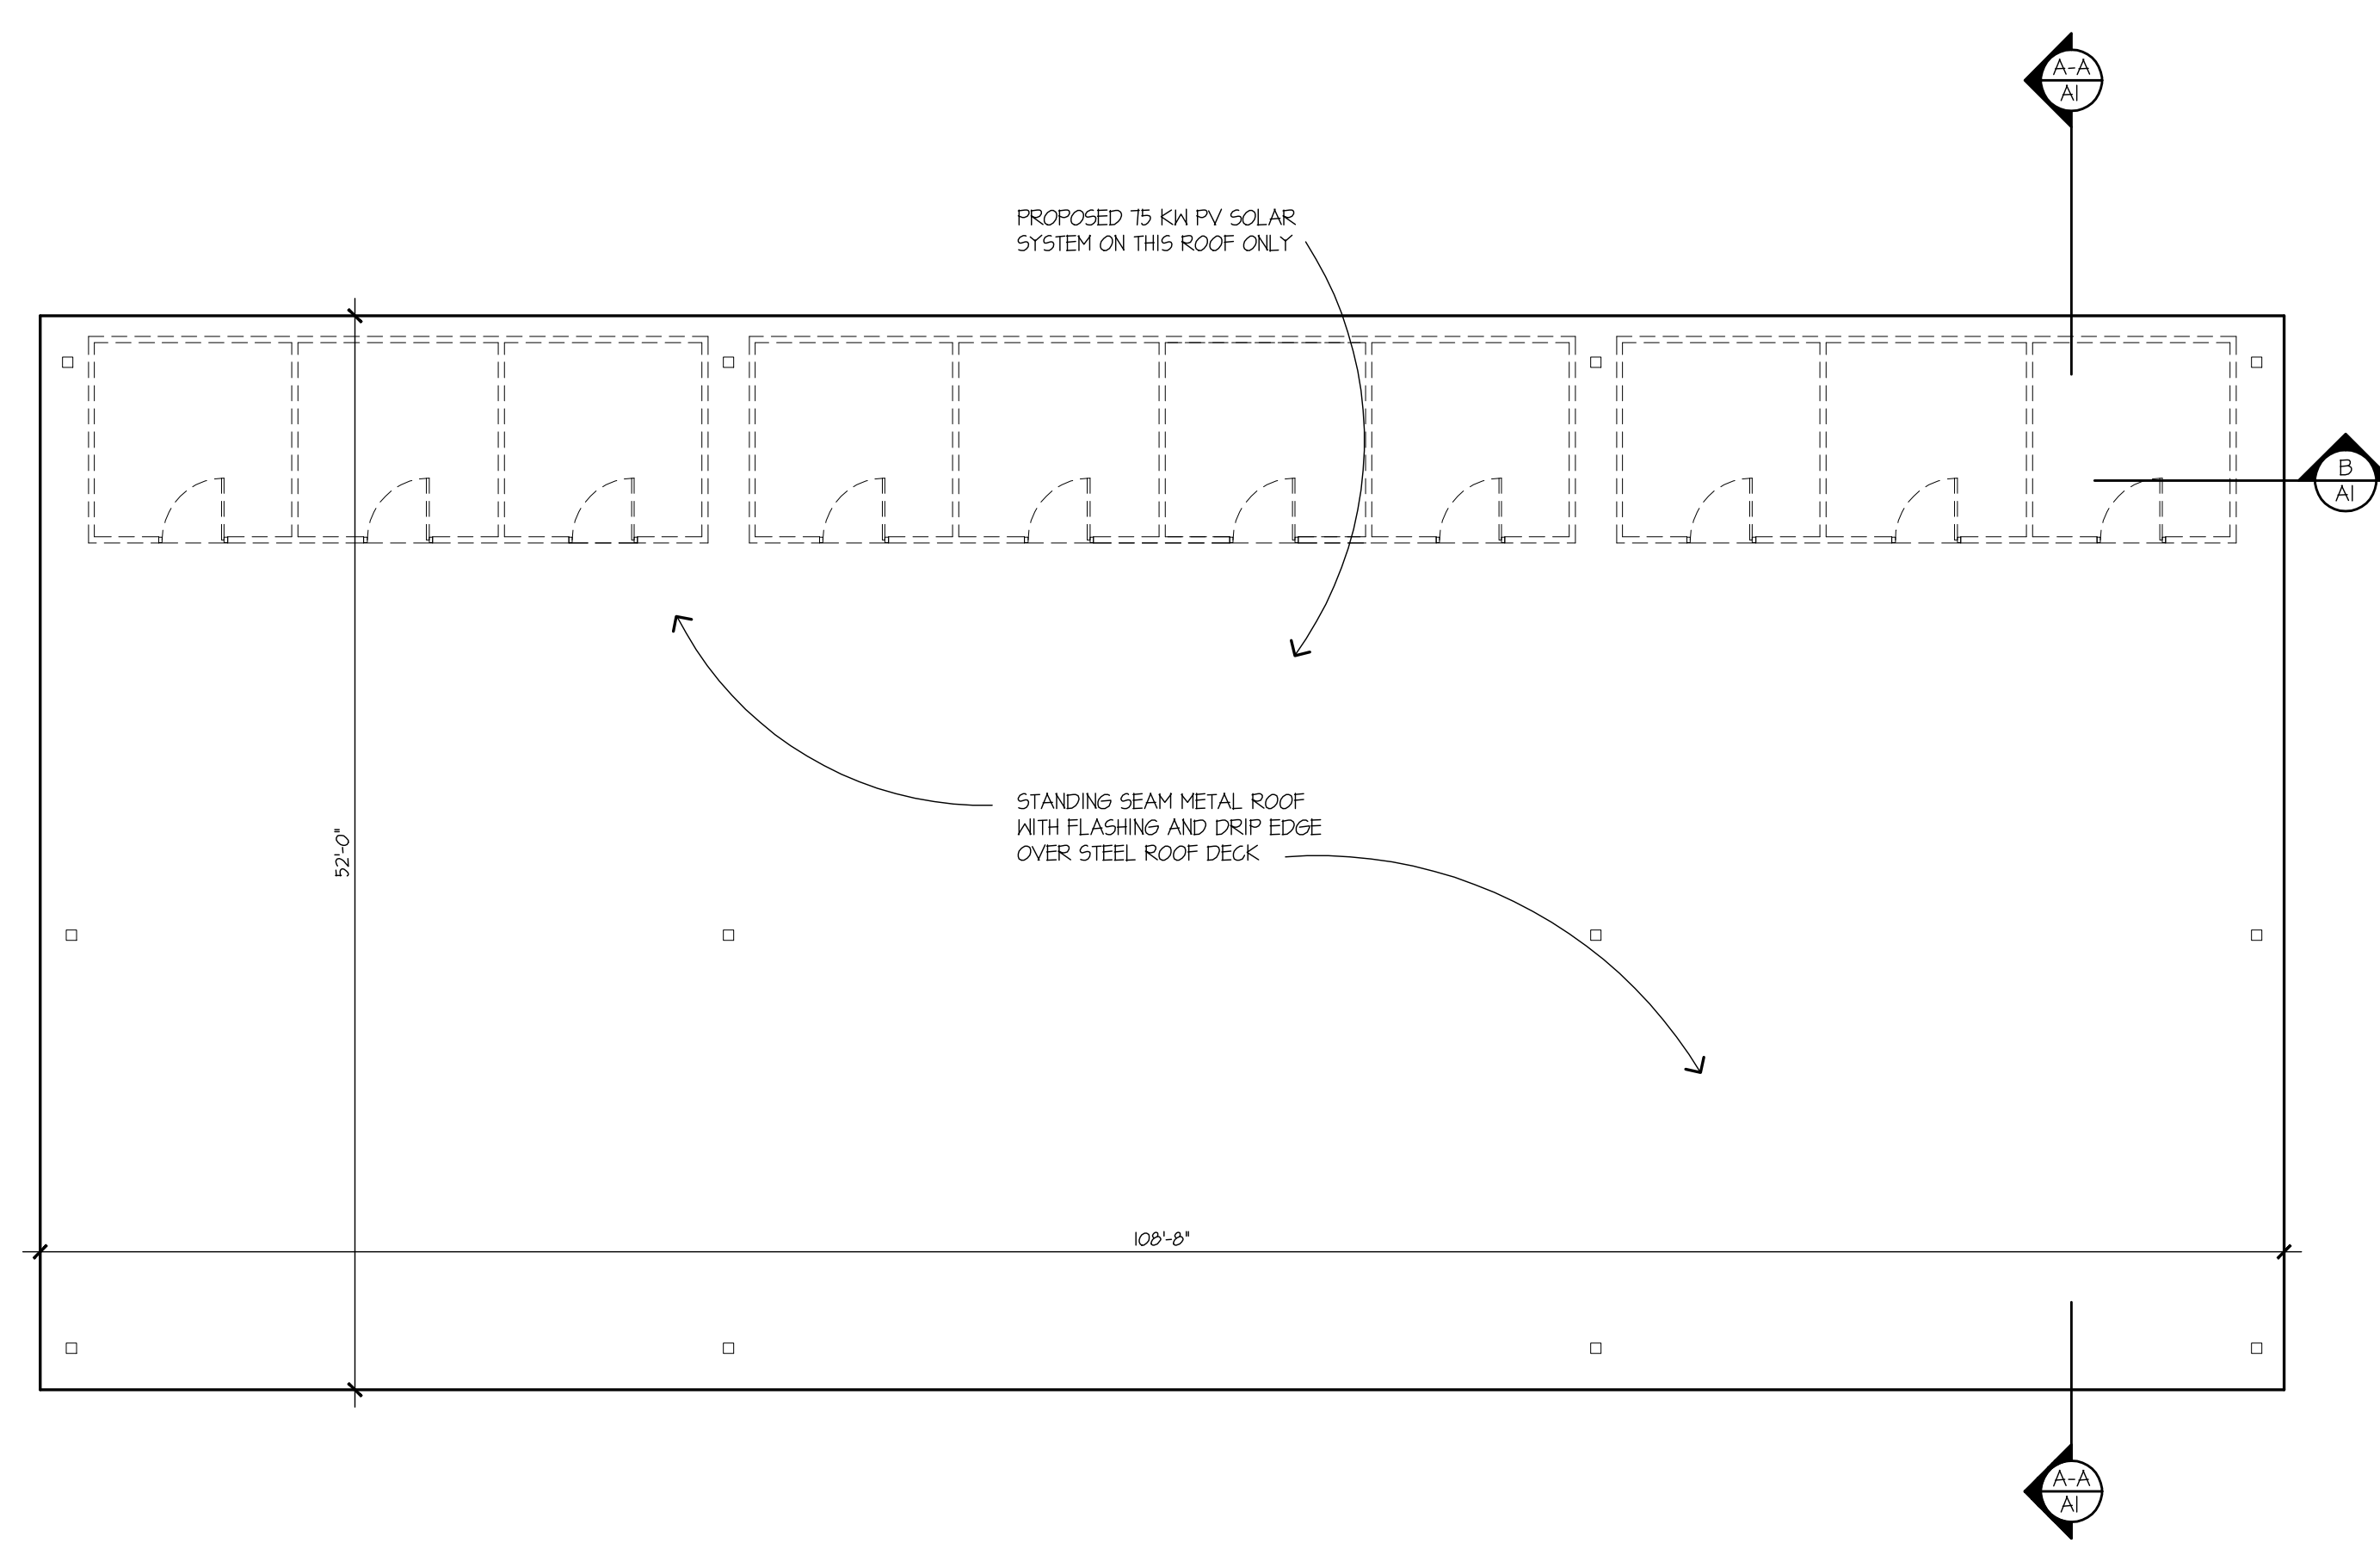 A-A
A1
PROPOSED 75 KW PV SOLAR
SYSTEM ON THIS ROOF ONLY
B
A1
STANDING SEAM METAL ROOF
WITH FLASHING AND DRIP EDGE
OVER STEEL ROOF DECK
52'-0"
108'-8"
A-A
A1